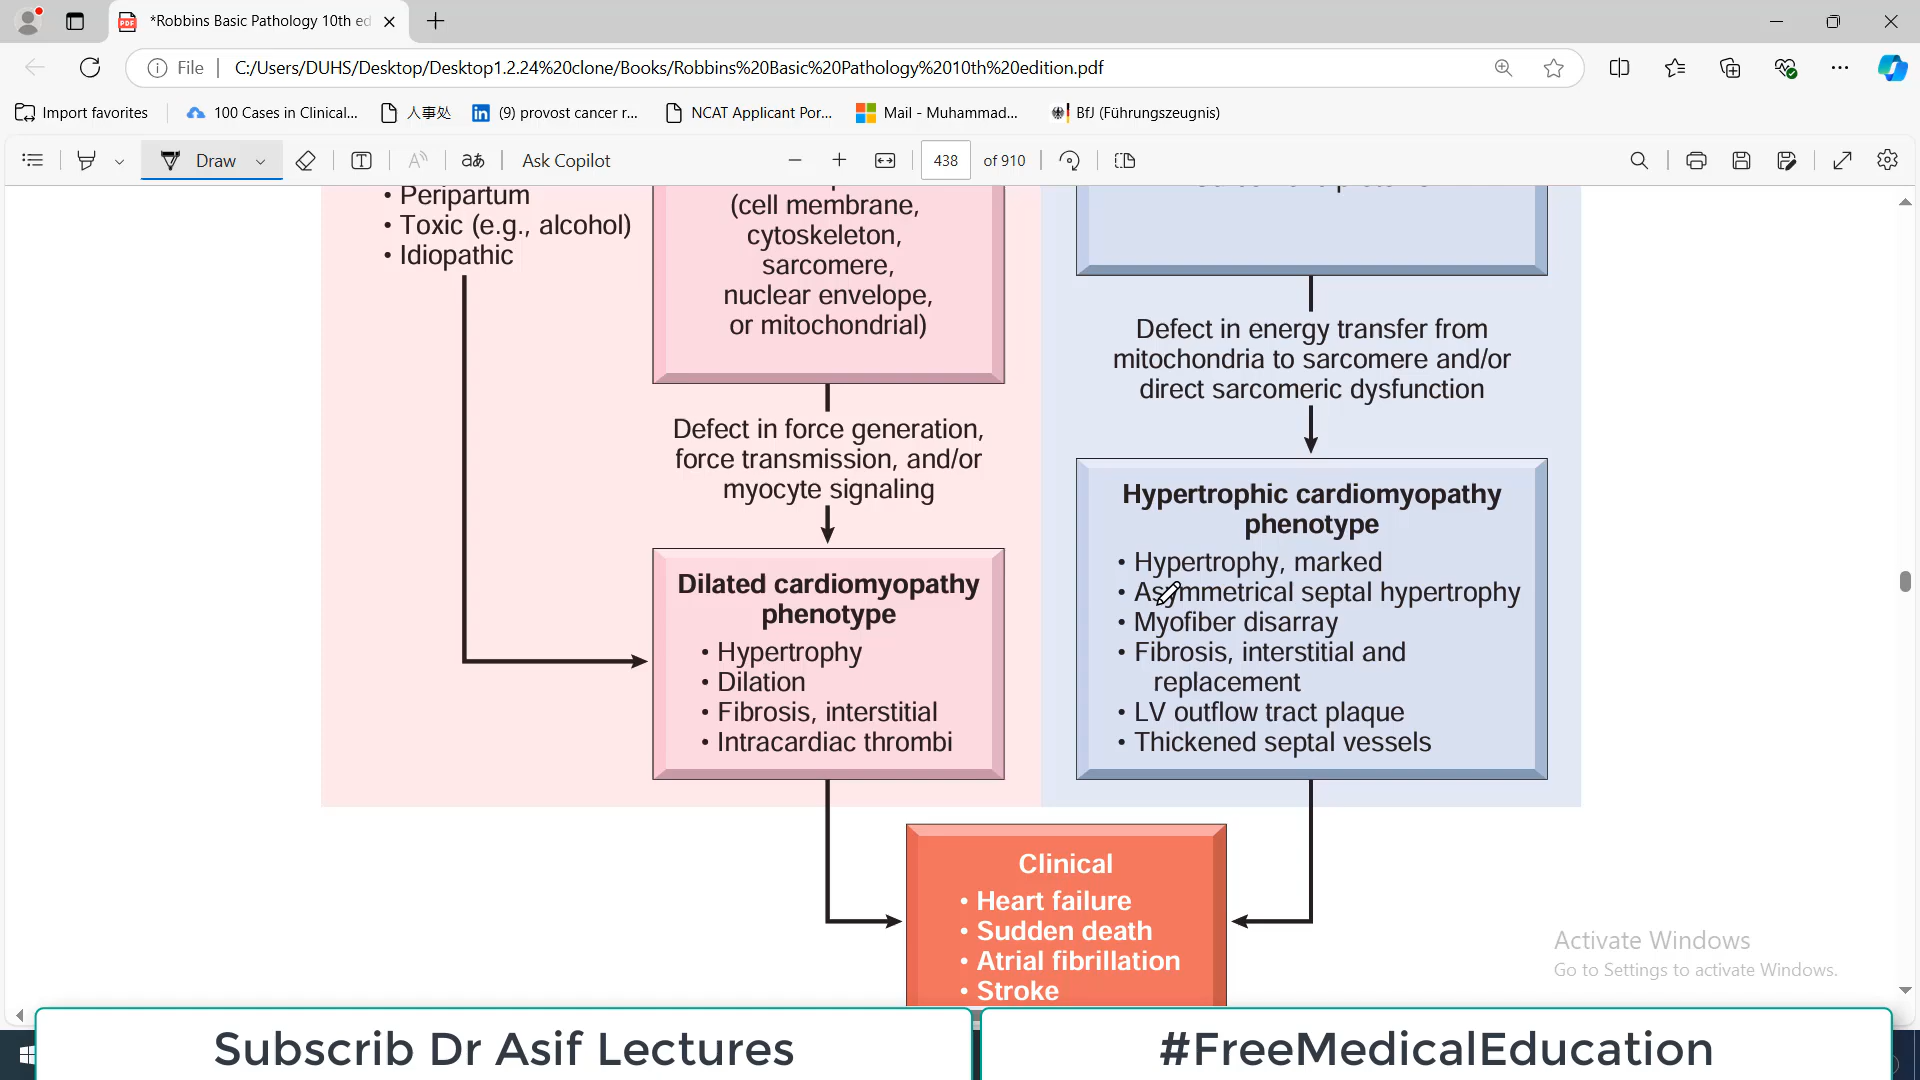 *Robbins Basic Pathology 10th ed
File
C:/Users/DUHS/Desktop/Desktop1.2.24%20clone/Books/Robbins%20Basic%20Pathology%2010th%20edition.pdf
Import favorites
100 Cases in Clinical...
人事处
(9) provost cancer r...
NCAT Applicant Por...
Mail - Muhammad...
BfJ (Führungszeugnis)
Draw
Ask Copilot
438 of 910
• Peripartum
• Toxic (e.g., alcohol)
• Idiopathic
(cell membrane,
cytoskeleton,
sarcomere,
nuclear envelope,
or mitochondrial)
Defect in force generation,
force transmission, and/or
myocyte signaling
Dilated cardiomyopathy
phenotype
• Hypertrophy
• Dilation
• Fibrosis, interstitial
• Intracardiac thrombi
Defect in energy transfer from
mitochondria to sarcomere and/or
direct sarcomeric dysfunction
Hypertrophic cardiomyopathy
phenotype
• Hypertrophy, marked
• Asymmetrical septal hypertrophy
• Myofiber disarray
• Fibrosis, interstitial and
replacement
• LV outflow tract plaque
• Thickened septal vessels
Clinical
• Heart failure
• Sudden death
• Atrial fibrillation
• Stroke
Activate Windows
Go to Settings to activate Windows.
Subscrib Dr Asif Lectures
#FreeMedicalEducation